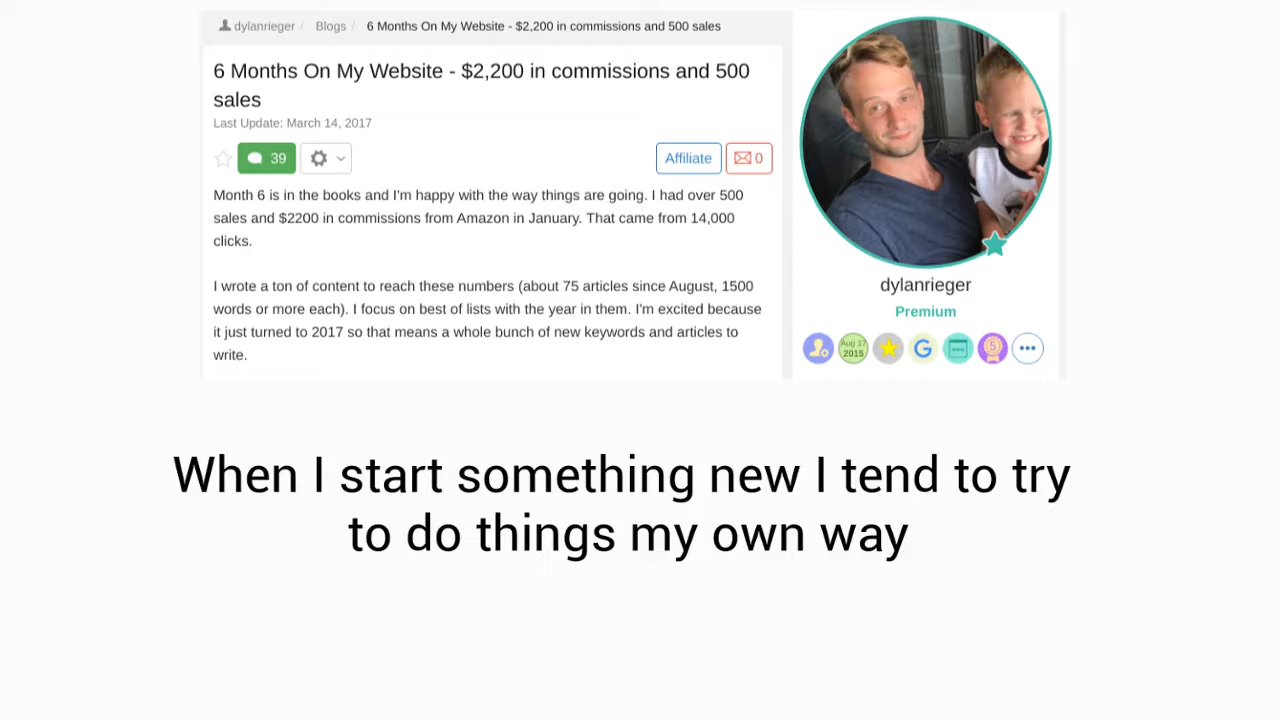 dylanrieger / Blogs / 6 Months On My Website - $2,200 in commissions and 500 sales
6 Months On My Website - $2,200 in commissions and 500
sales
Last Update: March 14, 2017
39
Affiliate
0
Month 6 is in the books and I'm happy with the way things are going. I had over 500
sales and $2200 in commissions from Amazon in January. That came from 14,000
clicks.
I wrote a ton of content to reach these numbers (about 75 articles since August, 1500
words or more each). I focus on best of lists with the year in them. I'm excited because
it just turned to 2017 so that means a whole bunch of new keywords and articles to
write.
dylanrieger
Premium
Aug 17
2015
G
5
When I start something new I tend to try
to do things my own way